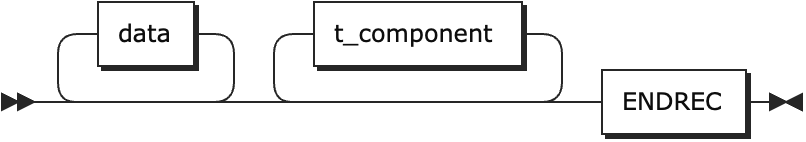 data
t_component
ENDREC